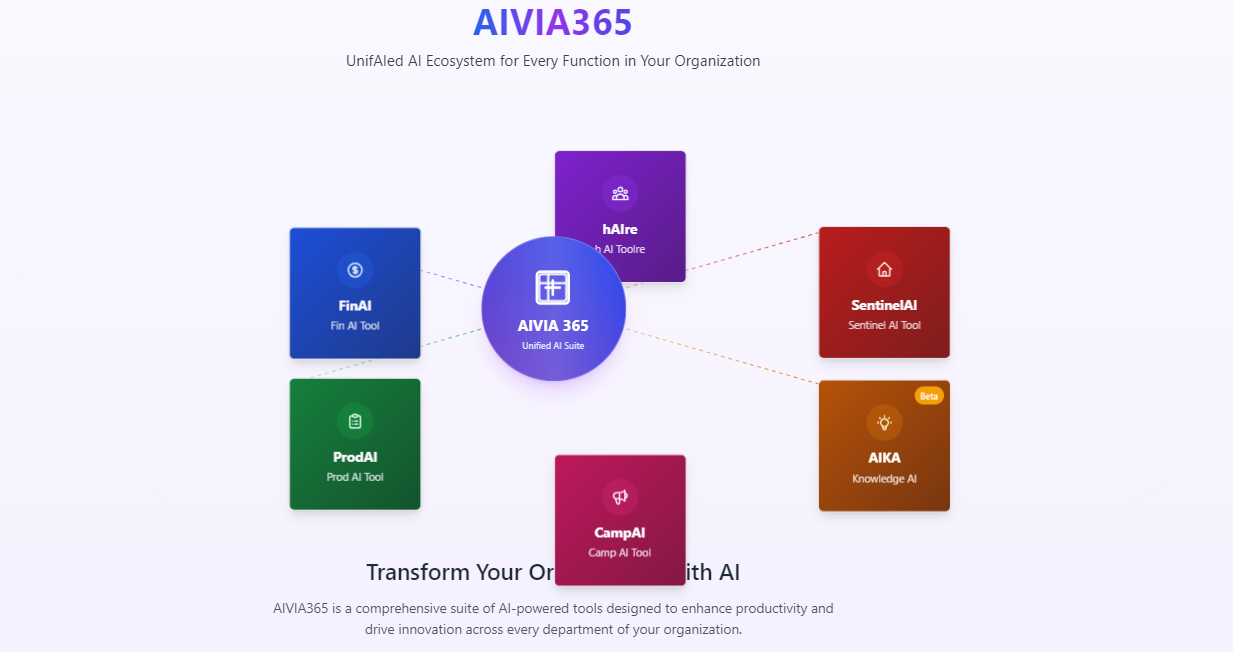 AIVIA365
UnifAIed AI Ecosystem for Every Function in Your Organization
hAIre
h AI Toolre
FinAI
Fin AI Tool
AIVIA 365
Unified AI Suite
SentinelAI
Sentinel AI Tool
ProdAI
Prod AI Tool
Beta
AIKA
Knowledge AI
CampAI
Camp AI Tool
Transform Your Or ith AI
AIVIA365 is a comprehensive suite of AI-powered tools designed to enhance productivity and
drive innovation across every department of your organization.